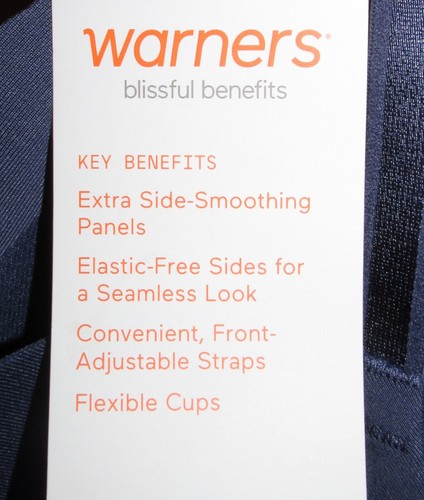 warners®
blissful benefits
KEY BENEFITS
Extra Side-Smoothing
Panels
Elastic-Free Sides for
a Seamless Look
Convenient, Front-
Adjustable Straps
Flexible Cups